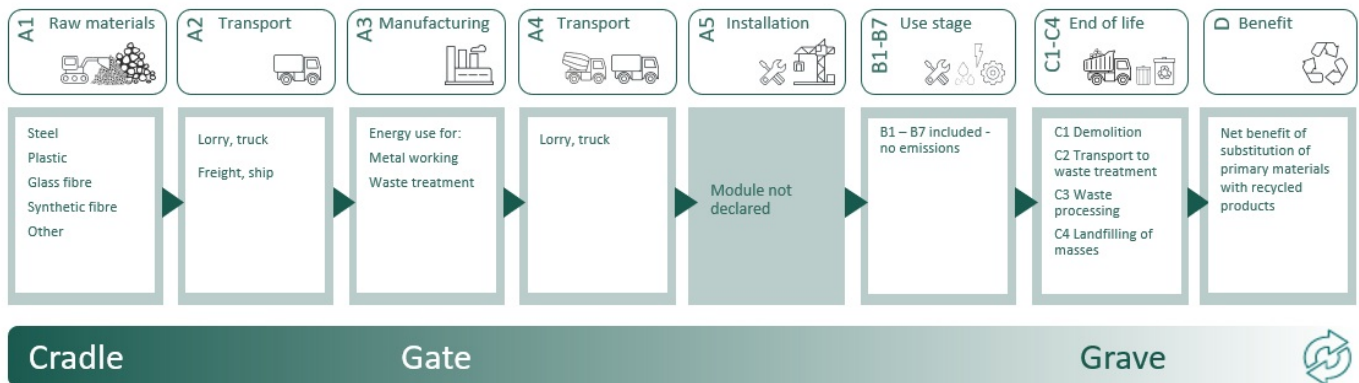 A1 Raw materials
A2 Transport
A3 Manufacturing
A4 Transport
A5 Installation
B1-B7 Use stage
C1-C4 End of life
D Benefit
Steel
Plastic
Glass fibre
Synthetic fibre
Other
Lorry, truck
Freight, ship
Energy use for:
Metal working
Waste treatment
Lorry, truck
Module not
declared
B1 – B7 included -
no emissions
C1 Demolition
C2 Transport to
waste treatment
C3 Waste
processing
C4 Landfilling of
masses
Net benefit of
substitution of
primary materials
with recycled
products
Cradle
Gate
Grave